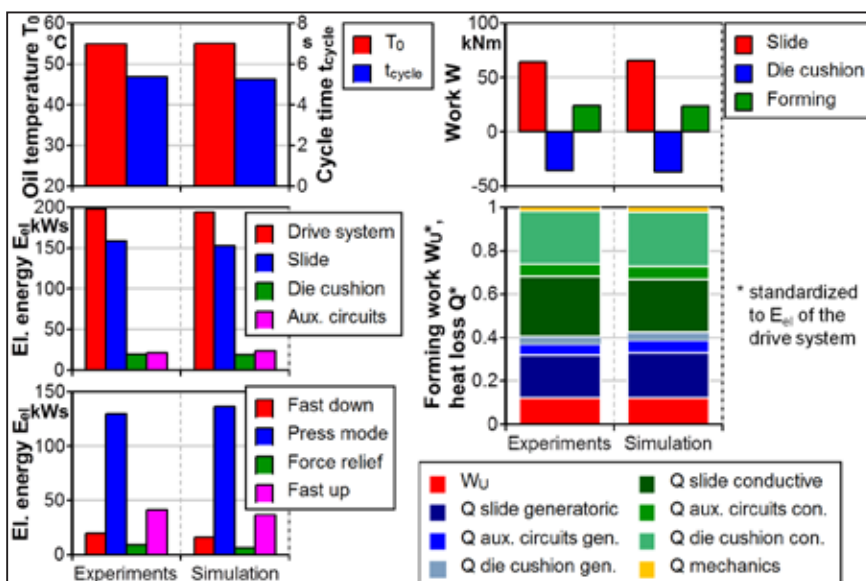 Oil temperature T0
°C
60
50
40
30
20
8
s
6
4
2
0
Cycle time tcycle
T0
tcycle
Work W
100
kNm
50
0
-50
Slide
Die cushion
Forming
El. energy Eel
200
kWs
150
100
50
0
Drive system
Slide
Die cushion
Aux. circuits
Forming work WU*,
heat loss Q*
1
0.8
0.6
0.4
0.2
0
Experiments Simulation
* standardized
to Eel of the
drive system
El. energy Eel
150
kWs
100
50
0
Fast down
Press mode
Force relief
Fast up
Experiments Simulation
WU
Q slide generatoric
Q aux. circuits gen.
Q die cushion gen.
Q slide conductive
Q aux. circuits con.
Q die cushion con.
Q mechanics